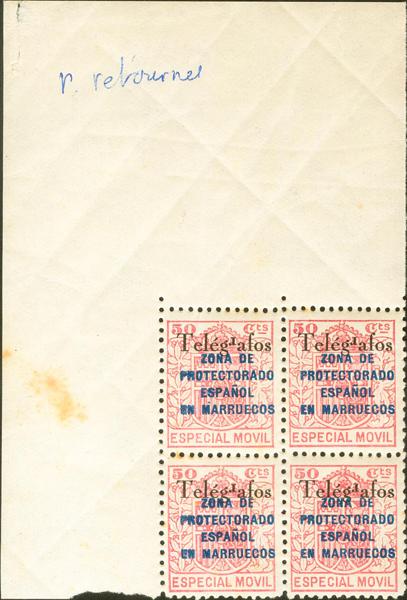 r. retourner
50 Cts 50 Cts
Telégrafos Telégrafos
ZONA DE ZONA DE
PROTECTORADO PROTECTORADO
ESPAÑOL ESPAÑOL
EN MARRUECOS EN MARRUECOS
ESPECIAL MOVIL ESPECIAL MOVIL
50 Cts 50 Cts
Telégrafos Telégrafos
ZONA DE ZONA DE
PROTECTORADO PROTECTORADO
ESPAÑOL ESPAÑOL
EN MARRUECOS EN MARRUECOS
ESPECIAL MOVIL ESPECIAL MOVIL